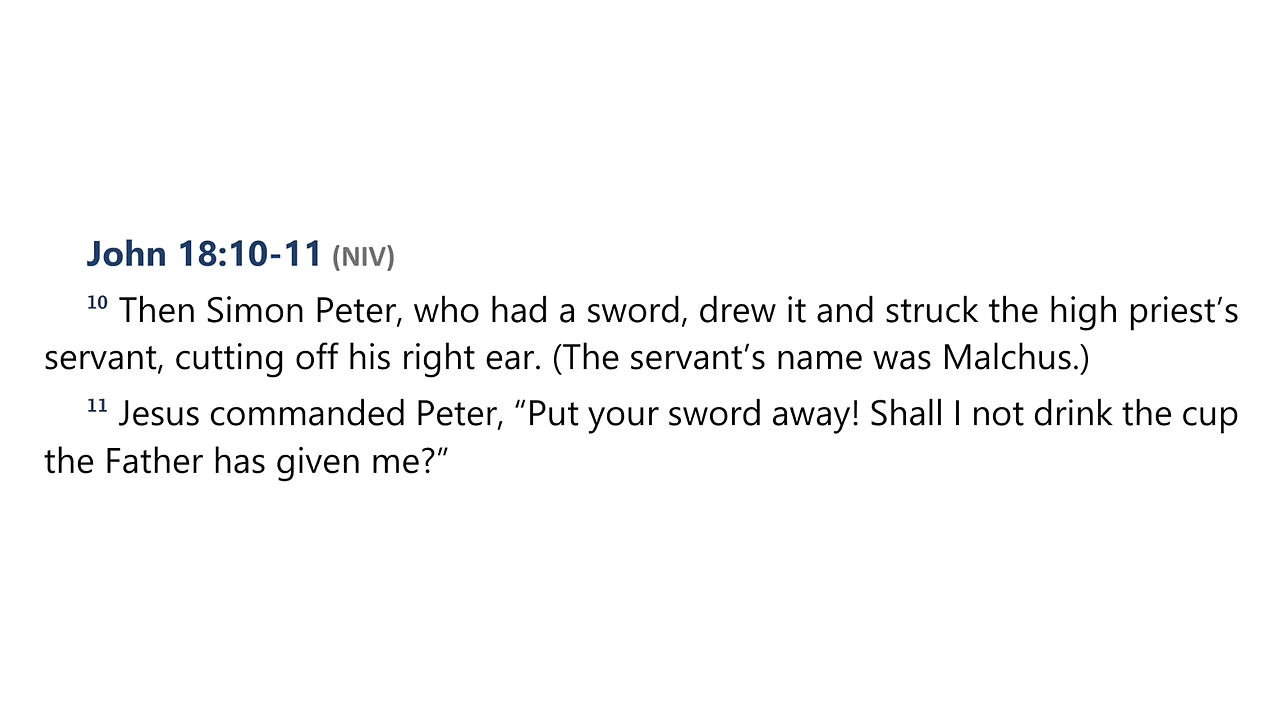 John 18:10-11 (NIV)
10 Then Simon Peter, who had a sword, drew it and struck the high priest’s
servant, cutting off his right ear. (The servant’s name was Malchus.)
11 Jesus commanded Peter, “Put your sword away! Shall I not drink the cup
the Father has given me?”